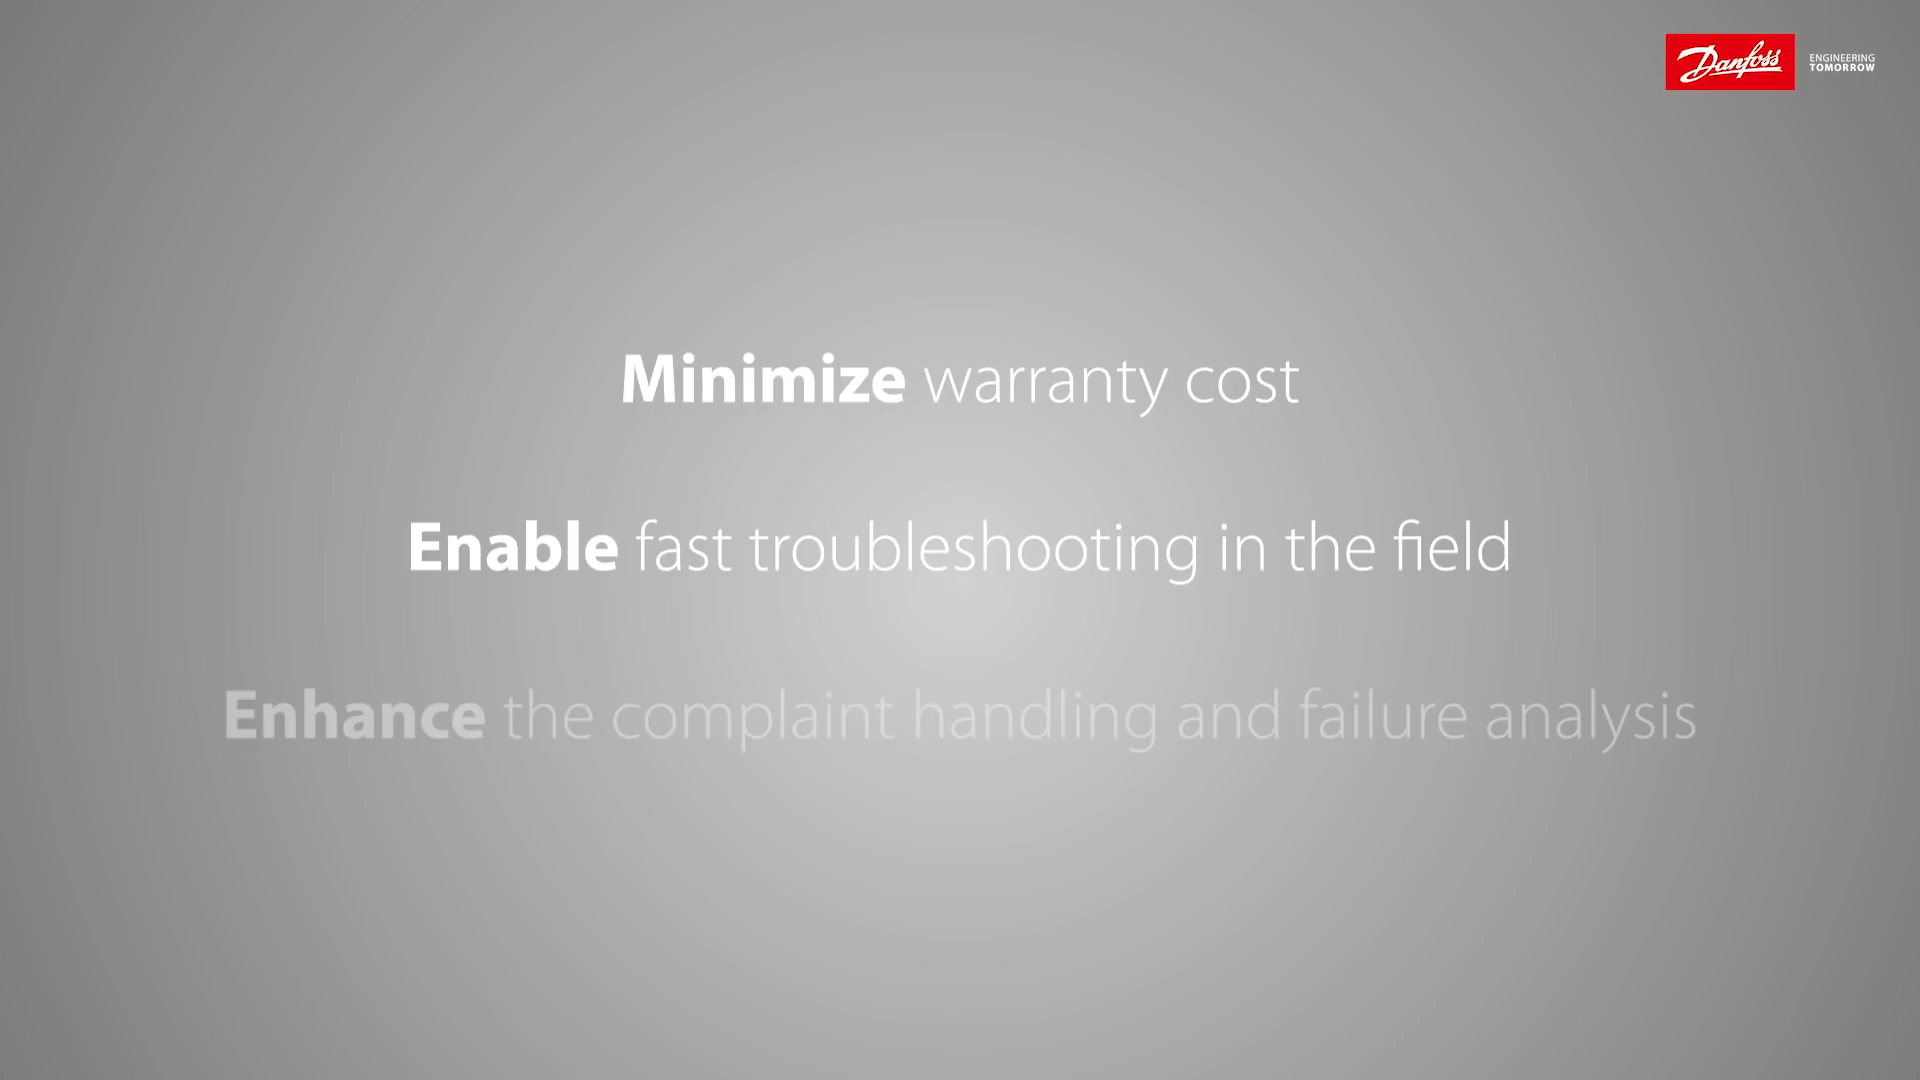 Danfoss
ENGINEERING
TOMORROW
Minimize warranty cost
Enable fast troubleshooting in the field
Enhance the complaint handling and failure analysis